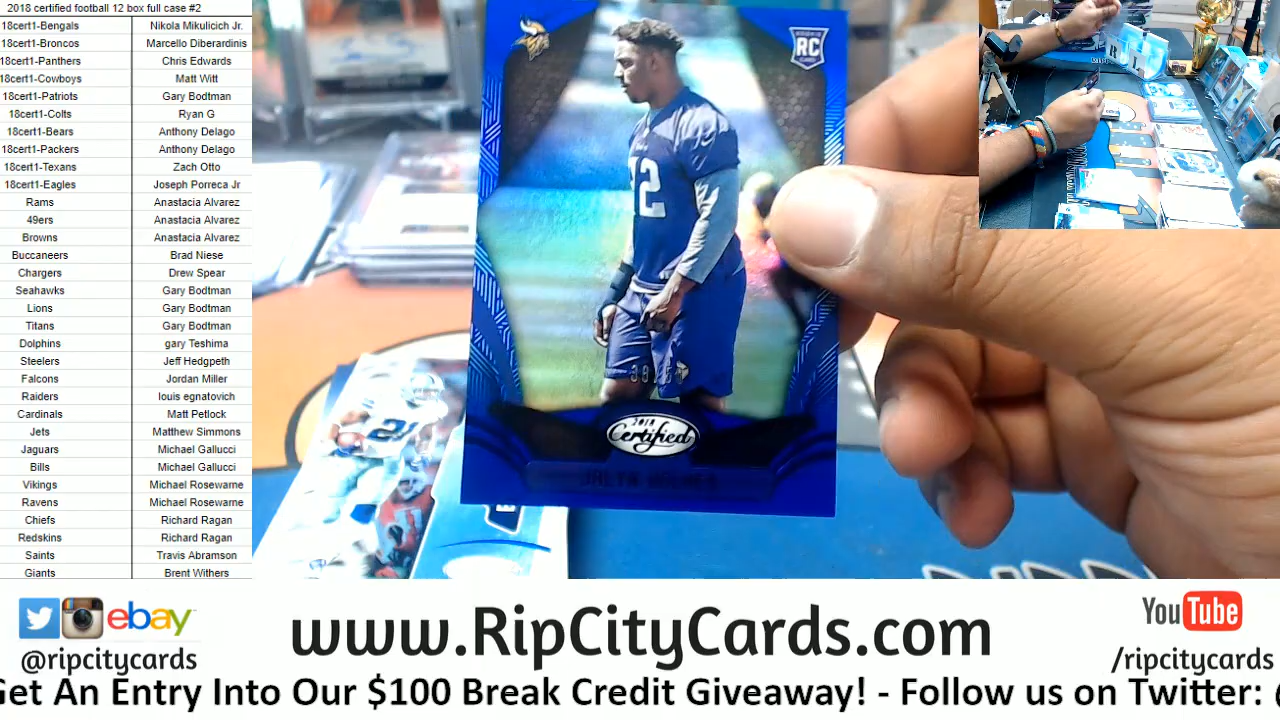 2018 certified football 12 box full case #2
18cert1-Bengals Nikola Mikulicich Jr.
18cert1-Broncos Marcello Diberardinis
18cert1-Panthers Chris Edwards
18cert1-Cowboys Matt Witt
18cert1-Patriots Gary Bodtman
18cert1-Colts Ryan G
18cert1-Bears Anthony Delago
18cert1-Packers Anthony Delago
18cert1-Texans Zach Otto
18cert1-Eagles Joseph Porreca Jr
Rams Anastacia Alvarez
49ers Anastacia Alvarez
Browns Anastacia Alvarez
Buccaneers Brad Niese
Chargers Drew Spear
Seahawks Gary Bodtman
Lions Gary Bodtman
Titans Gary Bodtman
Dolphins gary Teshima
Steelers Jeff Hedgpeth
Falcons Jordan Miller
Raiders louis egnatovich
Cardinals Matt Petlock
Jets Matthew Simmons
Jaguars Michael Gallucci
Bills Michael Gallucci
Vikings Michael Rosewarne
Ravens Michael Rosewarne
Chiefs Richard Ragan
Redskins Richard Ragan
Saints Travis Abramson
Giants Brent Withers
RC
2018
Certified
ebay
@ripcitycards
www.RipCityCards.com
YouTube
/ripcitycards
Get An Entry Into Our $100 Break Credit Giveaway! - Follow us on Twitter: